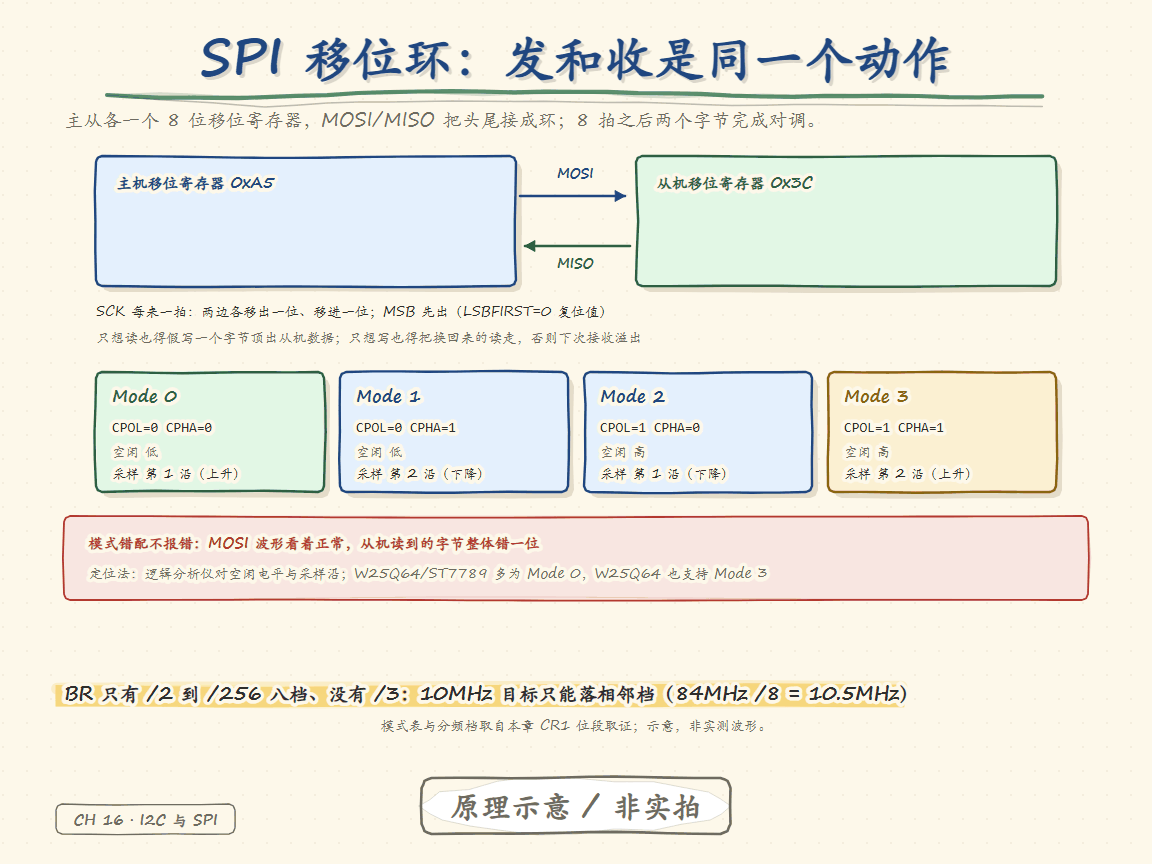 SPI 移位环：发和收是同一个动作
主从各一个 8 位移位寄存器，MOSI/MISO 把头尾接成环；8 拍之后两个字节完成对调。
主机移位寄存器 0xA5
MOSI
从机移位寄存器 0x3C
MISO
SCK 每来一拍：两边各移出一位、移进一位；MSB 先出（LSBFIRST=0 复位值）
只想读也得假写一个字节顶出从机数据；只想写也得把换回来的读走，否则下次接收溢出
Mode 0
CPOL=0 CPHA=0
空闲 低
采样 第 1 沿（上升）
Mode 1
CPOL=0 CPHA=1
空闲 低
采样 第 2 沿（下降）
Mode 2
CPOL=1 CPHA=0
空闲 高
采样 第 1 沿（下降）
Mode 3
CPOL=1 CPHA=1
空闲 高
采样 第 2 沿（上升）
模式错配不报错：MOSI 波形看着正常，从机读到的字节整体错一位
定位法：逻辑分析仪对空闲电平与采样沿；W25Q64/ST7789 多为 Mode 0，W25Q64 也支持 Mode 3
BR 只有 /2 到 /256 八档、没有 /3：10MHz 目标只能落相邻档（84MHz/8 = 10.5MHz）
模式表与分频档取自本章 CR1 位段取证；示意，非实测波形。
原理示意 / 非实拍
CH 16 · I2C 与 SPI